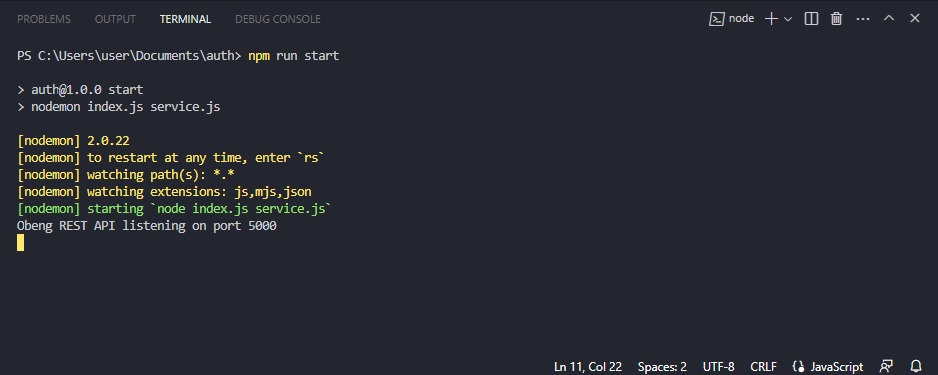 PROBLEMS OUTPUT TERMINAL DEBUG CONSOLE node
PS C:\Users\user\Documents\auth> npm run start
> auth@1.0.0 start
> nodemon index.js service.js
[nodemon] 2.0.22
[nodemon] to restart at any time, enter `rs`
[nodemon] watching path(s): *.*
[nodemon] watching extensions: js,mjs,json
[nodemon] starting `node index.js service.js`
Obeng REST API listening on port 5000
Ln 11, Col 22 Spaces: 2 UTF-8 CRLF JavaScript